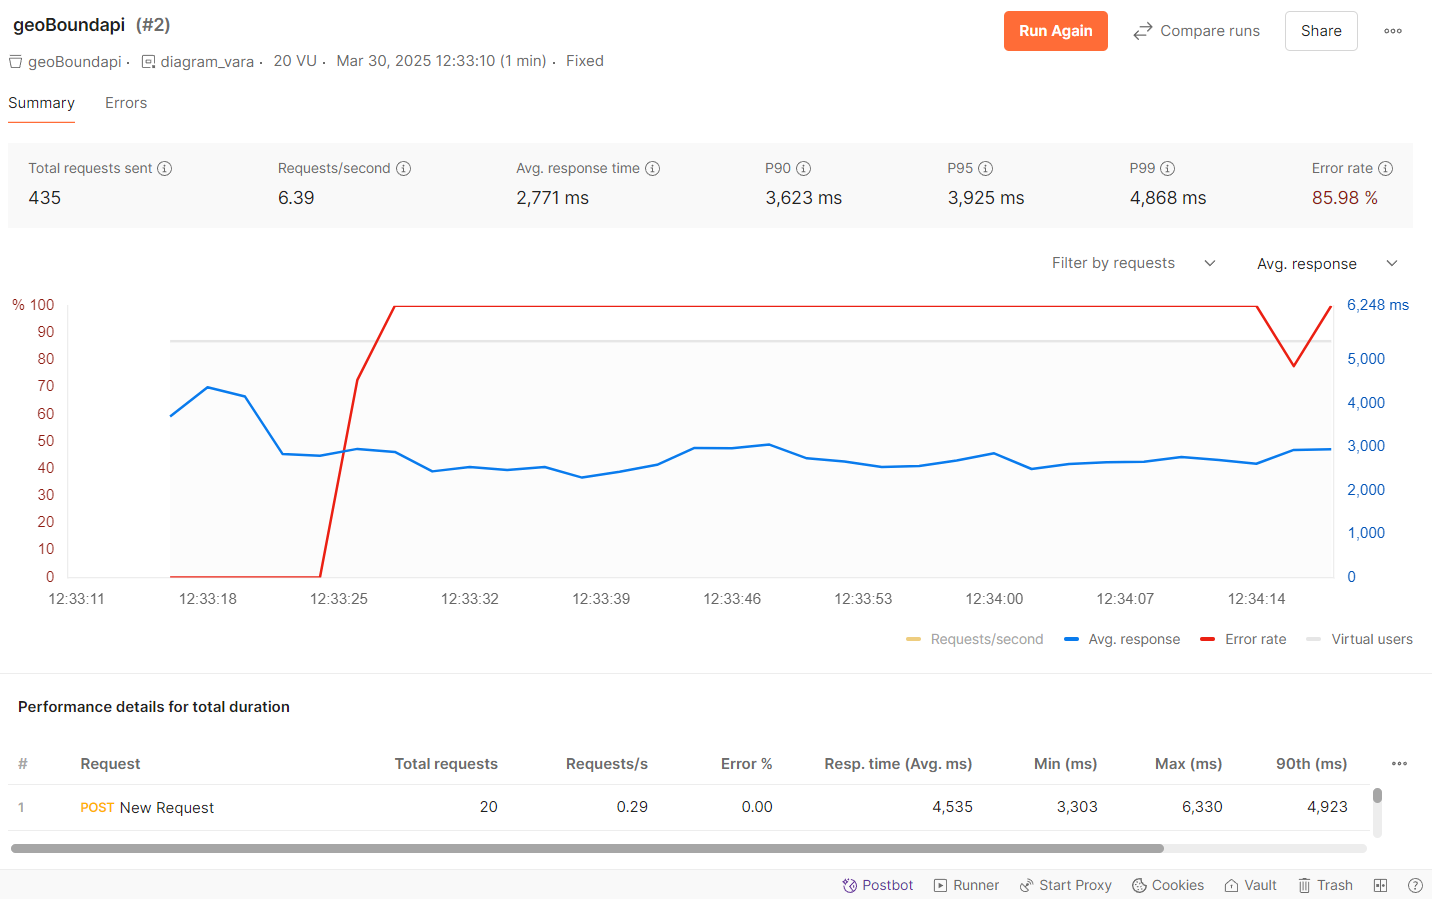 geoBoundapi (#2)
Run Again
Compare runs
Share
geoBoundapi · diagram_vara · 20 VU · Mar 30, 2025 12:33:10 (1 min) · Fixed
Summary Errors
Total requests sent Requests/second Avg. response time P90 P95 P99 Error rate
435 6.39 2,771 ms 3,623 ms 3,925 ms 4,868 ms 85.98 %
Filter by requests Avg. response
% 100 6,248 ms
90
80 5,000
70
60 4,000
50 3,000
40
30 2,000
20 1,000
10
0 0
12:33:11 12:33:18 12:33:25 12:33:32 12:33:39 12:33:46 12:33:53 12:34:00 12:34:07 12:34:14
Requests/second Avg. response Error rate Virtual users
Performance details for total duration
# Request Total requests Requests/s Error % Resp. time (Avg. ms) Min (ms) Max (ms) 90th (ms)
1 POST New Request 20 0.29 0.00 4,535 3,303 6,330 4,923
Postbot Runner Start Proxy Cookies Vault Trash